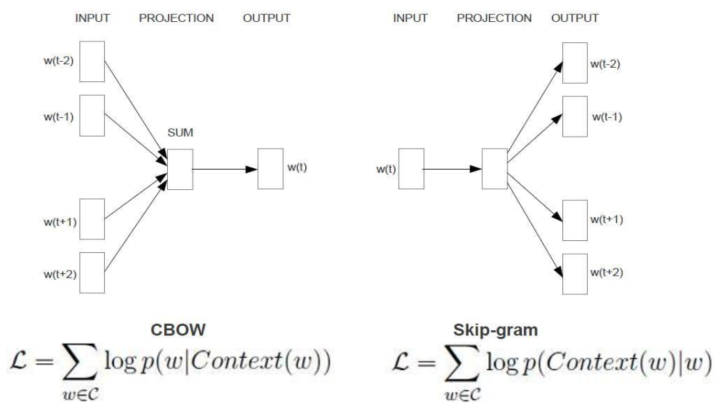 INPUT PROJECTION OUTPUT
w(t-2)
w(t-1)
SUM
w(t)
w(t+1)
w(t+2)
CBOW
\mathcal{L} = \sum_{w \in \mathcal{C}} \log p(w|Context(w))
INPUT PROJECTION OUTPUT
w(t-2)
w(t-1)
w(t)
w(t+1)
w(t+2)
Skip-gram
\mathcal{L} = \sum_{w \in \mathcal{C}} \log p(Context(w)|w)